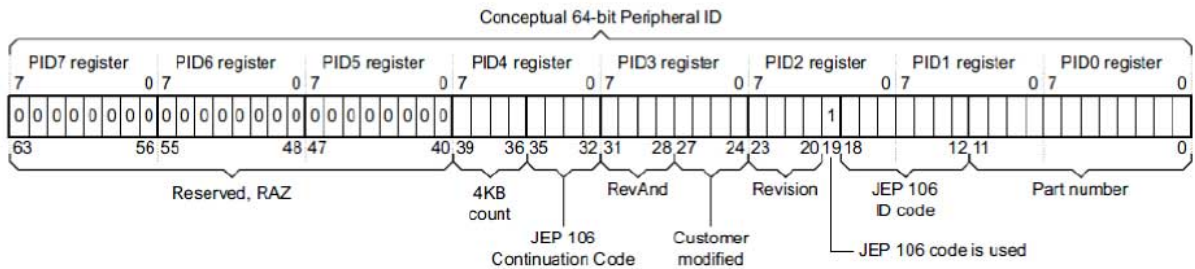 Conceptual 64-bit Peripheral ID
PID7 register PID6 register PID5 register PID4 register PID3 register PID2 register PID1 register PID0 register
7 0 7 0 7 0 7 0 7 0 7 0 7 0 7 0
0 0 0 0 0 0 0 0 0 0 0 0 0 0 0 0 0 0 0 0 0 0 0 0 1
63 56 55 48 47 40 39 36 35 32 31 28 27 24 23 20 19 18 12 11 0
Reserved, RAZ 4KB RevAnd Revision JEP 106 Part number
count ID code
JEP 106 Customer JEP 106 code is used
Continuation Code modified